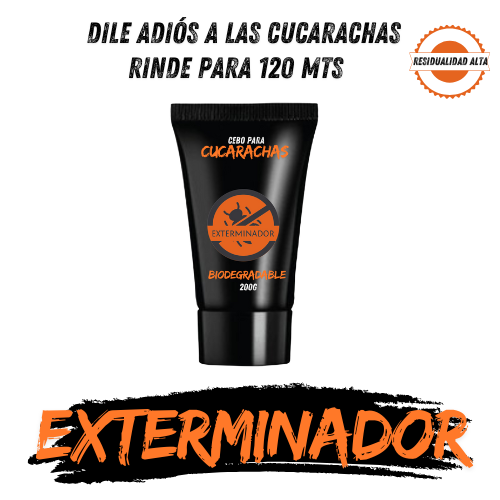 DILE ADIÓS A LAS CUCARACHAS
RINDE PARA 120 MTS
RESIDUALIDAD ALTA
CEBO PARA
CUCARACHAS
EXTERMINADOR
BIODEGRADABLE
200G
EXTERMINADOR